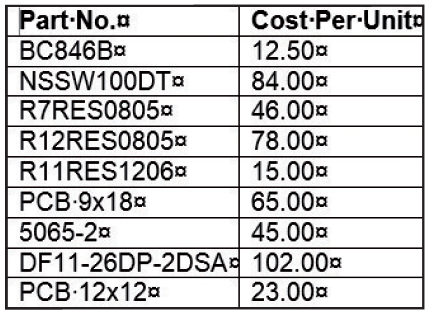 Part·No.¤ Cost·Per·Unit¤
BC846B¤ 12.50¤
NSSW100DT¤ 84.00¤
R7RES0805¤ 46.00¤
R12RES0805¤ 78.00¤
R11RES1206¤ 15.00¤
PCB·9x18¤ 65.00¤
5065-2¤ 45.00¤
DF11-26DP-2DSA¤ 102.00¤
PCB·12x12¤ 23.00¤